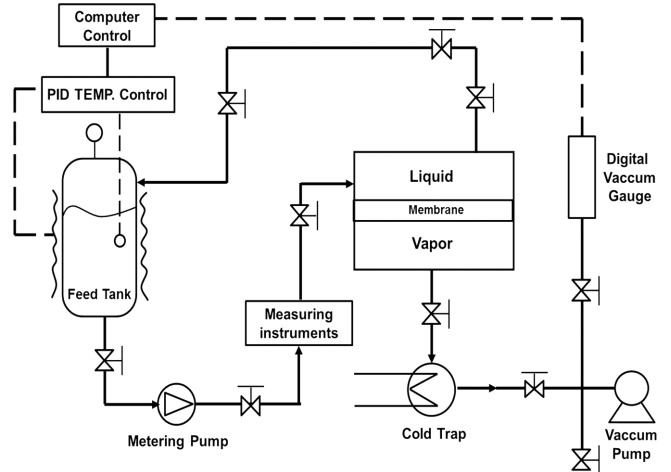 Computer
Control
PID TEMP. Control
Liquid
Membrane
Vapor
Digital
Vaccum
Gauge
Feed Tank
Measuring
instruments
Metering Pump
Cold Trap
Vaccum
Pump